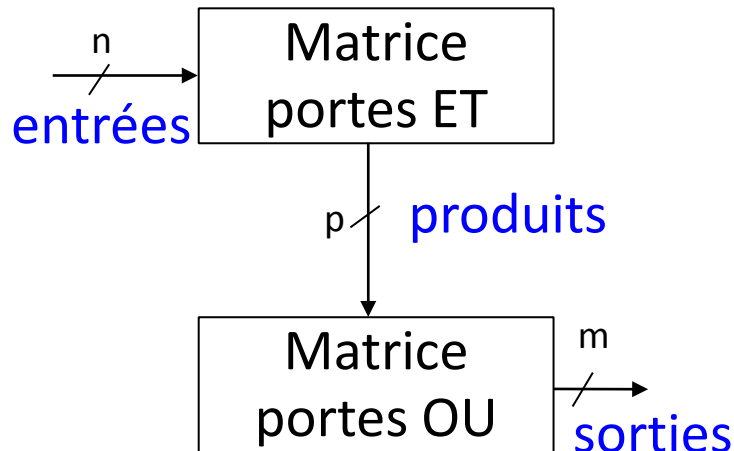 n
entrées
Matrice
portes ET
p
produits
Matrice
portes OU
m
sorties